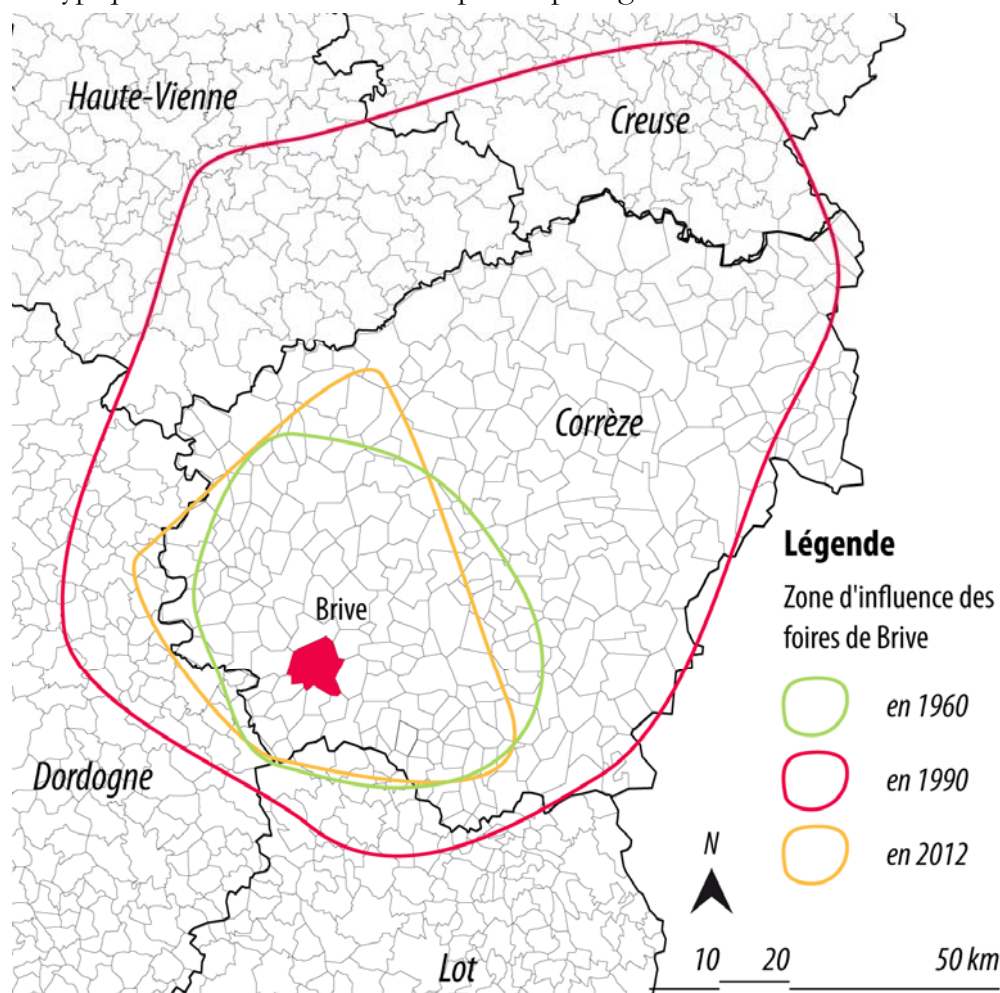 Haute-Vienne
Creuse
Corrèze
Brive
Dordogne
Lot
Légende
Zone d'influence des
foires de Brive
en 1960
en 1990
en 2012
N
10 20 50 km